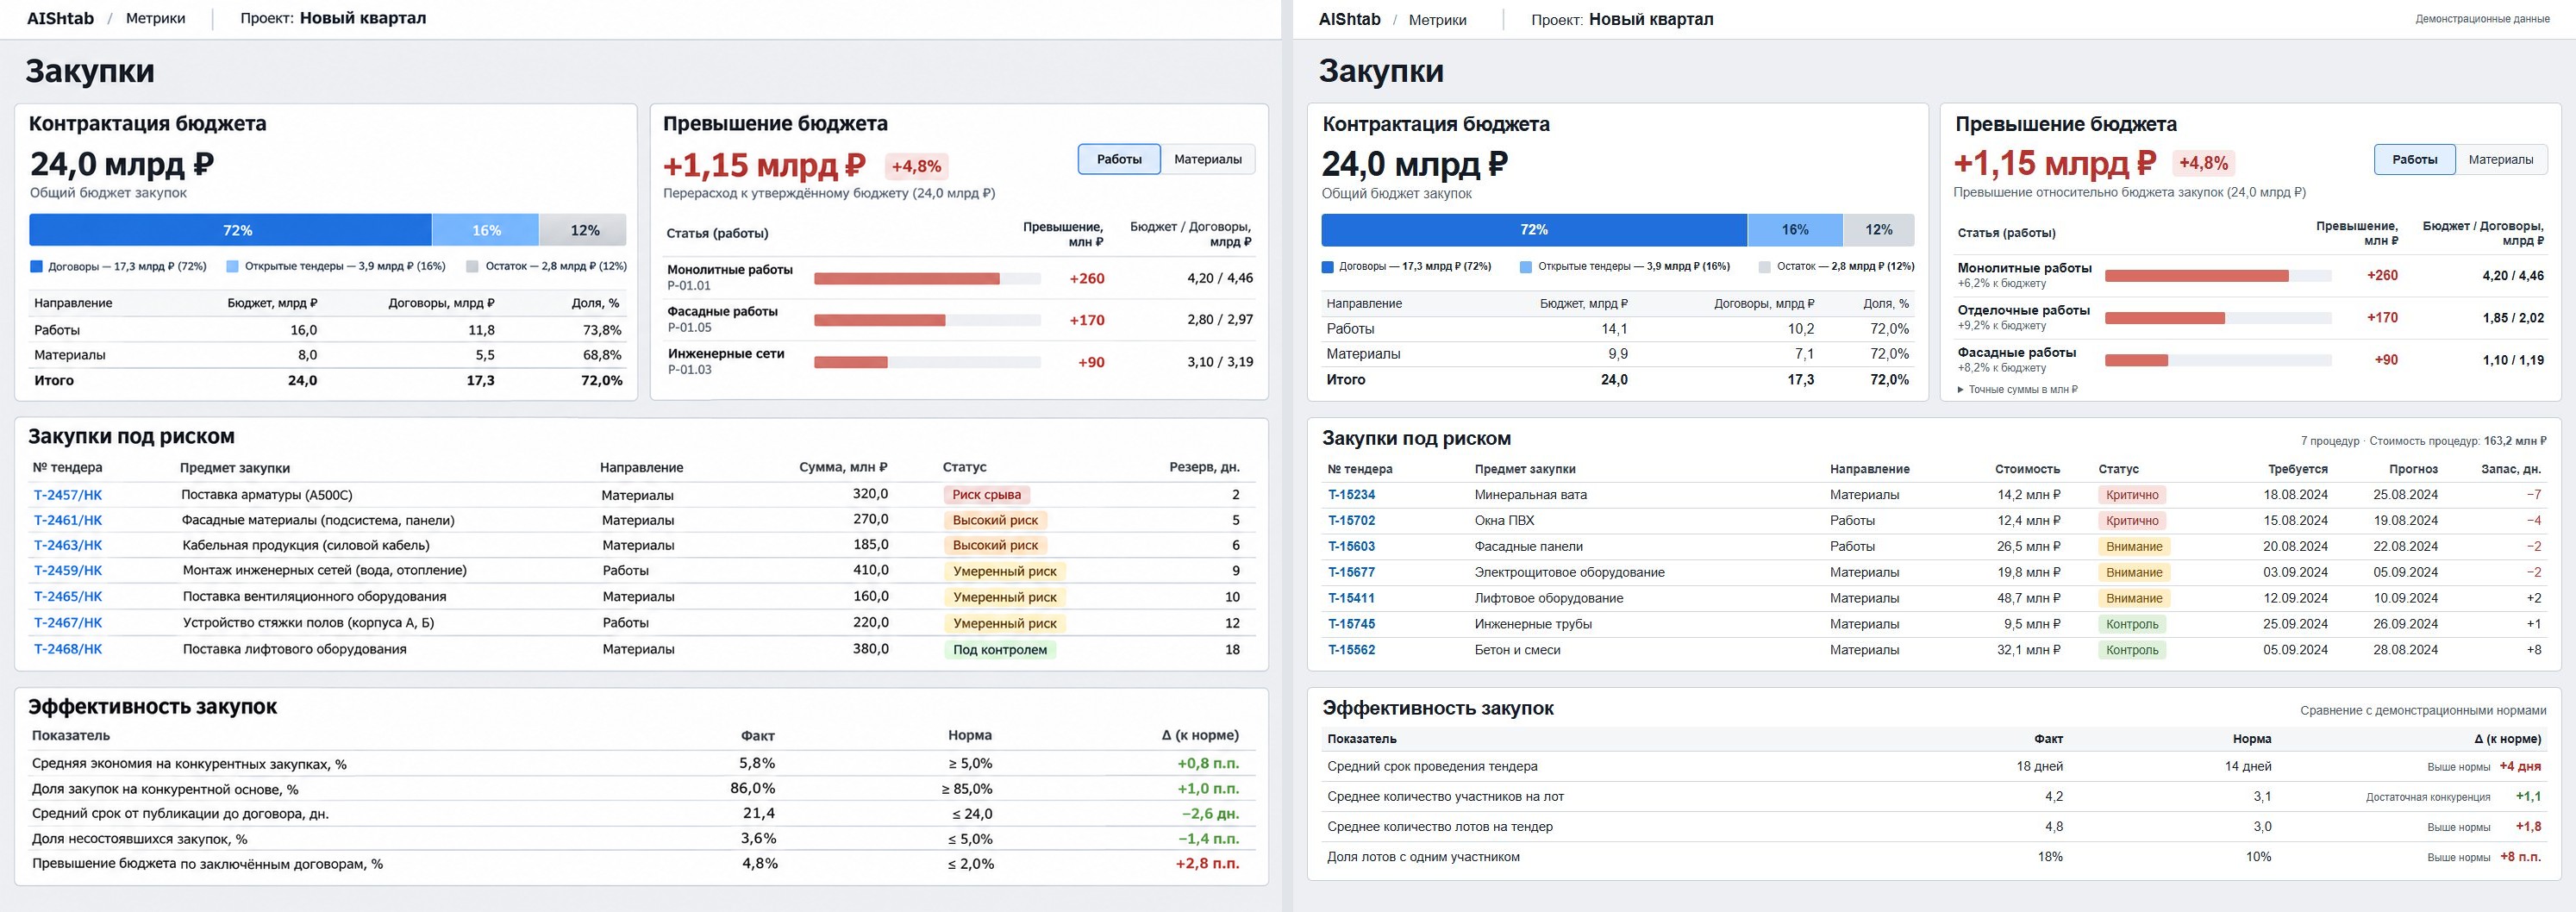 AIShtab / Метрики Проект: Новый квартал
Закупки
Контрактация бюджета
24,0 млрд ₽
Общий бюджет закупок
72% 16% 12%
Договоры — 17,3 млрд ₽ (72%) Открытые тендеры — 3,9 млрд ₽ (16%) Остаток — 2,8 млрд ₽ (12%)
Направление Бюджет, млрд ₽ Договоры, млрд ₽ Доля, %
Работы 16,0 11,8 73,8%
Материалы 8,0 5,5 68,8%
Итого 24,0 17,3 72,0%
Превышение бюджета
+1,15 млрд ₽ +4,8% Работы Материалы
Перерасход к утверждённому бюджету (24,0 млрд ₽)
Статья (работы) Превышение, млн ₽ Бюджет / Договоры, млрд ₽
Монолитные работы
Р-01.01
+260 4,20 / 4,46
Фасадные работы
Р-01.05
+170 2,80 / 2,97
Инженерные сети
Р-01.03
+90 3,10 / 3,19
Закупки под риском
№ тендера Предмет закупки Направление Сумма, млн ₽ Статус Резерв, дн.
Т-2457/НК Поставка арматуры (А500С) Материалы 320,0 Риск срыва 2
Т-2461/НК Фасадные материалы (подсистема, панели) Материалы 270,0 Высокий риск 5
Т-2463/НК Кабельная продукция (силовой кабель) Материалы 185,0 Высокий риск 6
Т-2459/НК Монтаж инженерных сетей (вода, отопление) Работы 410,0 Умеренный риск 9
Т-2465/НК Поставка вентиляционного оборудования Материалы 160,0 Умеренный риск 10
Т-2467/НК Устройство стяжки полов (корпуса А, Б) Работы 220,0 Умеренный риск 12
Т-2468/НК Поставка лифтового оборудования Материалы 380,0 Под контролем 18
Эффективность закупок
Показатель Факт Норма Δ (к норме)
Средняя экономия на конкурентных закупках, % 5,8% ≥ 5,0% +0,8 п.п.
Доля закупок на конкурентной основе, % 86,0% ≥ 85,0% +1,0 п.п.
Средний срок от публикации до договора, дн. 21,4 ≤ 24,0 −2,6 дн.
Доля несостоявшихся закупок, % 3,6% ≤ 5,0% −1,4 п.п.
Превышение бюджета по заключённым договорам, % 4,8% ≤ 2,0% +2,8 п.п.
AIShtab / Метрики Проект: Новый квартал Демонстрационные данные
Закупки
Контрактация бюджета
24,0 млрд ₽
Общий бюджет закупок
72% 16% 12%
Договоры — 17,3 млрд ₽ (72%) Открытые тендеры — 3,9 млрд ₽ (16%) Остаток — 2,8 млрд ₽ (12%)
Направление Бюджет, млрд ₽ Договоры, млрд ₽ Доля, %
Работы 14,1 10,2 72,0%
Материалы 9,9 7,1 72,0%
Итого 24,0 17,3 72,0%
Превышение бюджета
+1,15 млрд ₽ +4,8% Работы Материалы
Превышение относительно бюджета закупок (24,0 млрд ₽)
Статья (работы) Превышение, млн ₽ Бюджет / Договоры, млрд ₽
Монолитные работы
+6,2% к бюджету
+260 4,20 / 4,46
Отделочные работы
+9,2% к бюджету
+170 1,85 / 2,02
Фасадные работы
+8,2% к бюджету
+90 1,10 / 1,19
▶ Точные суммы в млн ₽
Закупки под риском 7 процедур · Стоимость процедур: 163,2 млн ₽
№ тендера Предмет закупки Направление Стоимость Статус Требуется Прогноз Запас, дн.
Т-15234 Минеральная вата Материалы 14,2 млн ₽ Критично 18.08.2024 25.08.2024 −7
Т-15702 Окна ПВХ Работы 12,4 млн ₽ Критично 15.08.2024 19.08.2024 −4
Т-15603 Фасадные панели Работы 26,5 млн ₽ Внимание 20.08.2024 22.08.2024 −2
Т-15677 Электрощитовое оборудование Материалы 19,8 млн ₽ Внимание 03.09.2024 05.09.2024 −2
Т-15411 Лифтовое оборудование Материалы 48,7 млн ₽ Внимание 12.09.2024 10.09.2024 +2
Т-15745 Инженерные трубы Материалы 9,5 млн ₽ Контроль 25.09.2024 26.09.2024 +1
Т-15562 Бетон и смеси Материалы 32,1 млн ₽ Контроль 05.09.2024 28.08.2024 +8
Эффективность закупок Сравнение с демонстрационными нормами
Показатель Факт Норма Δ (к норме)
Средний срок проведения тендера 18 дней 14 дней Выше нормы +4 дня
Среднее количество участников на лот 4,2 3,1 Достаточная конкуренция +1,1
Среднее количество лотов на тендер 4,8 3,0 Выше нормы +1,8
Доля лотов с одним участником 18% 10% Выше нормы +8 п.п.